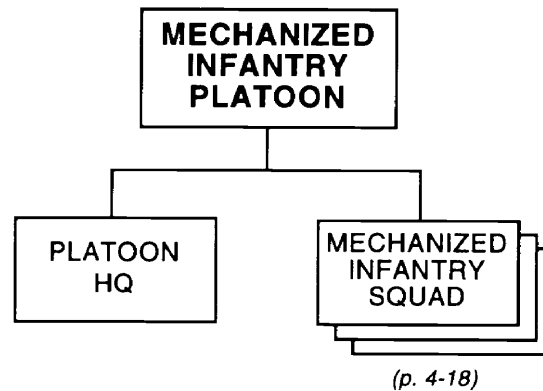 MECHANIZED
INFANTRY
PLATOON
PLATOON
HQ
MECHANIZED
INFANTRY
SQUAD
(p. 4-18)